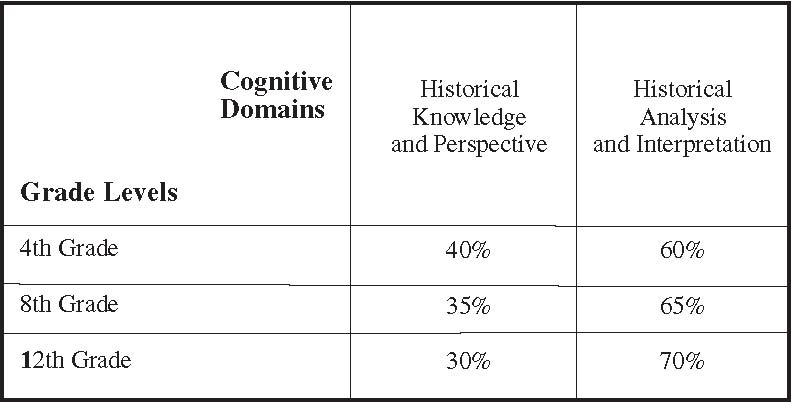 Cognitive
Domains
Historical
Knowledge
and Perspective
Historical
Analysis
and Interpretation
Grade Levels
4th Grade 40% 60%
8th Grade 35% 65%
12th Grade 30% 70%